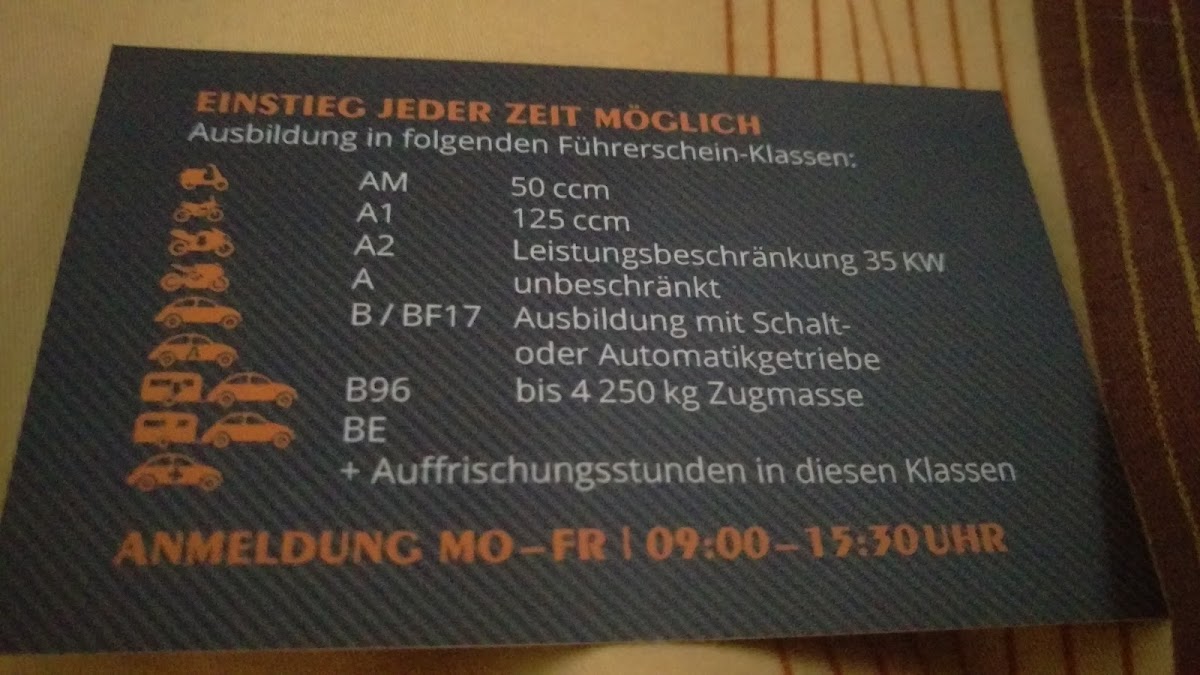 EINSTIEG JEDER ZEIT MÖGLICH
Ausbildung in folgenden Führerschein-Klassen:
AM 50 ccm
A1 125 ccm
A2 Leistungsbeschränkung 35 KW
A unbeschränkt
B / BF17 Ausbildung mit Schalt-
A oder Automatikgetriebe
B96 bis 4 250 kg Zugmasse
BE
+ Auffrischungsstunden in diesen Klassen
ANMELDUNG MO – FR | 09:00 – 15:30 UHR